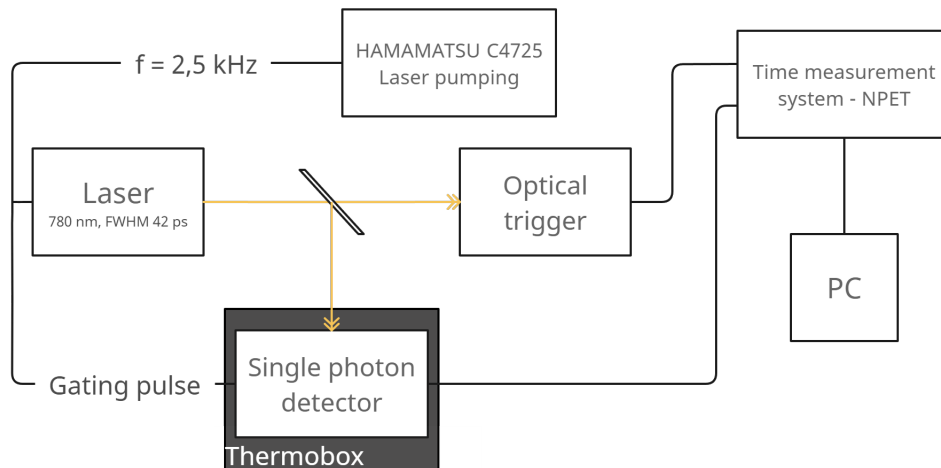 f = 2,5 kHz
HAMAMATSU C4725
Laser pumping
Time measurement
system - NPET
Laser
780 nm, FWHM 42 ps
Optical
trigger
PC
Gating pulse
Single photon
detector
Thermobox